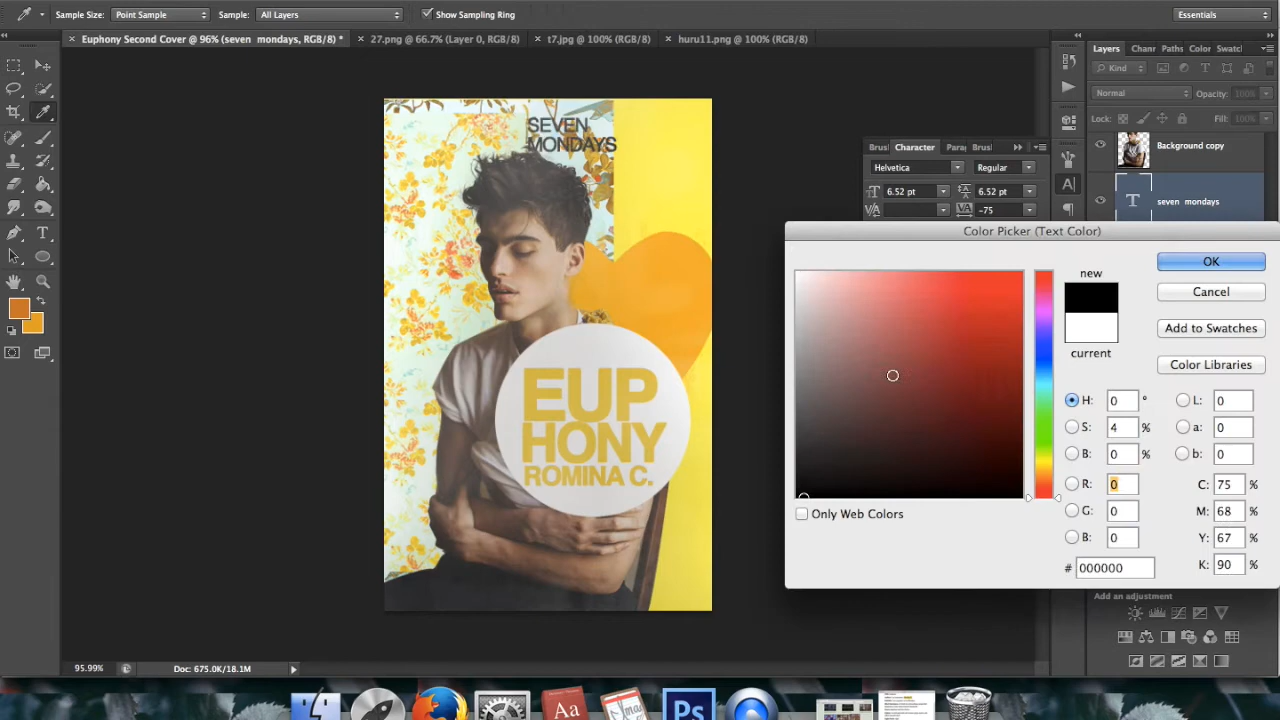 Sample Size: Point Sample Sample: All Layers Show Sampling Ring Essentials
Euphony Second Cover @ 96% (seven mondays, RGB/8) * 27.png @ 66.7% (Layer 0, RGB/8) t7.jpg @ 100% (RGB/8) huru11.png @ 100% (RGB/8)
Layers Chanr Paths Color Swatc
Kind
Normal Opacity: 100%
Lock: Fill: 100%
Background copy
seven mondays
Brus Character Para Brus
Helvetica Regular
6.52 pt 6.52 pt
-75
SEVEN
MONDAYS
EUP
HONY
ROMINA C.
Color Picker (Text Color)
new
current
OK
Cancel
Add to Swatches
Color Libraries
H: 0 ° L: 0
S: 4 % a: 0
B: 0 % b: 0
R: 0 C: 75 %
G: 0 M: 68 %
B: 0 Y: 67 %
# 000000 K: 90 %
Only Web Colors
Add an adjustment
95.99% Doc: 675.0K/18.1M
Aa
Ps